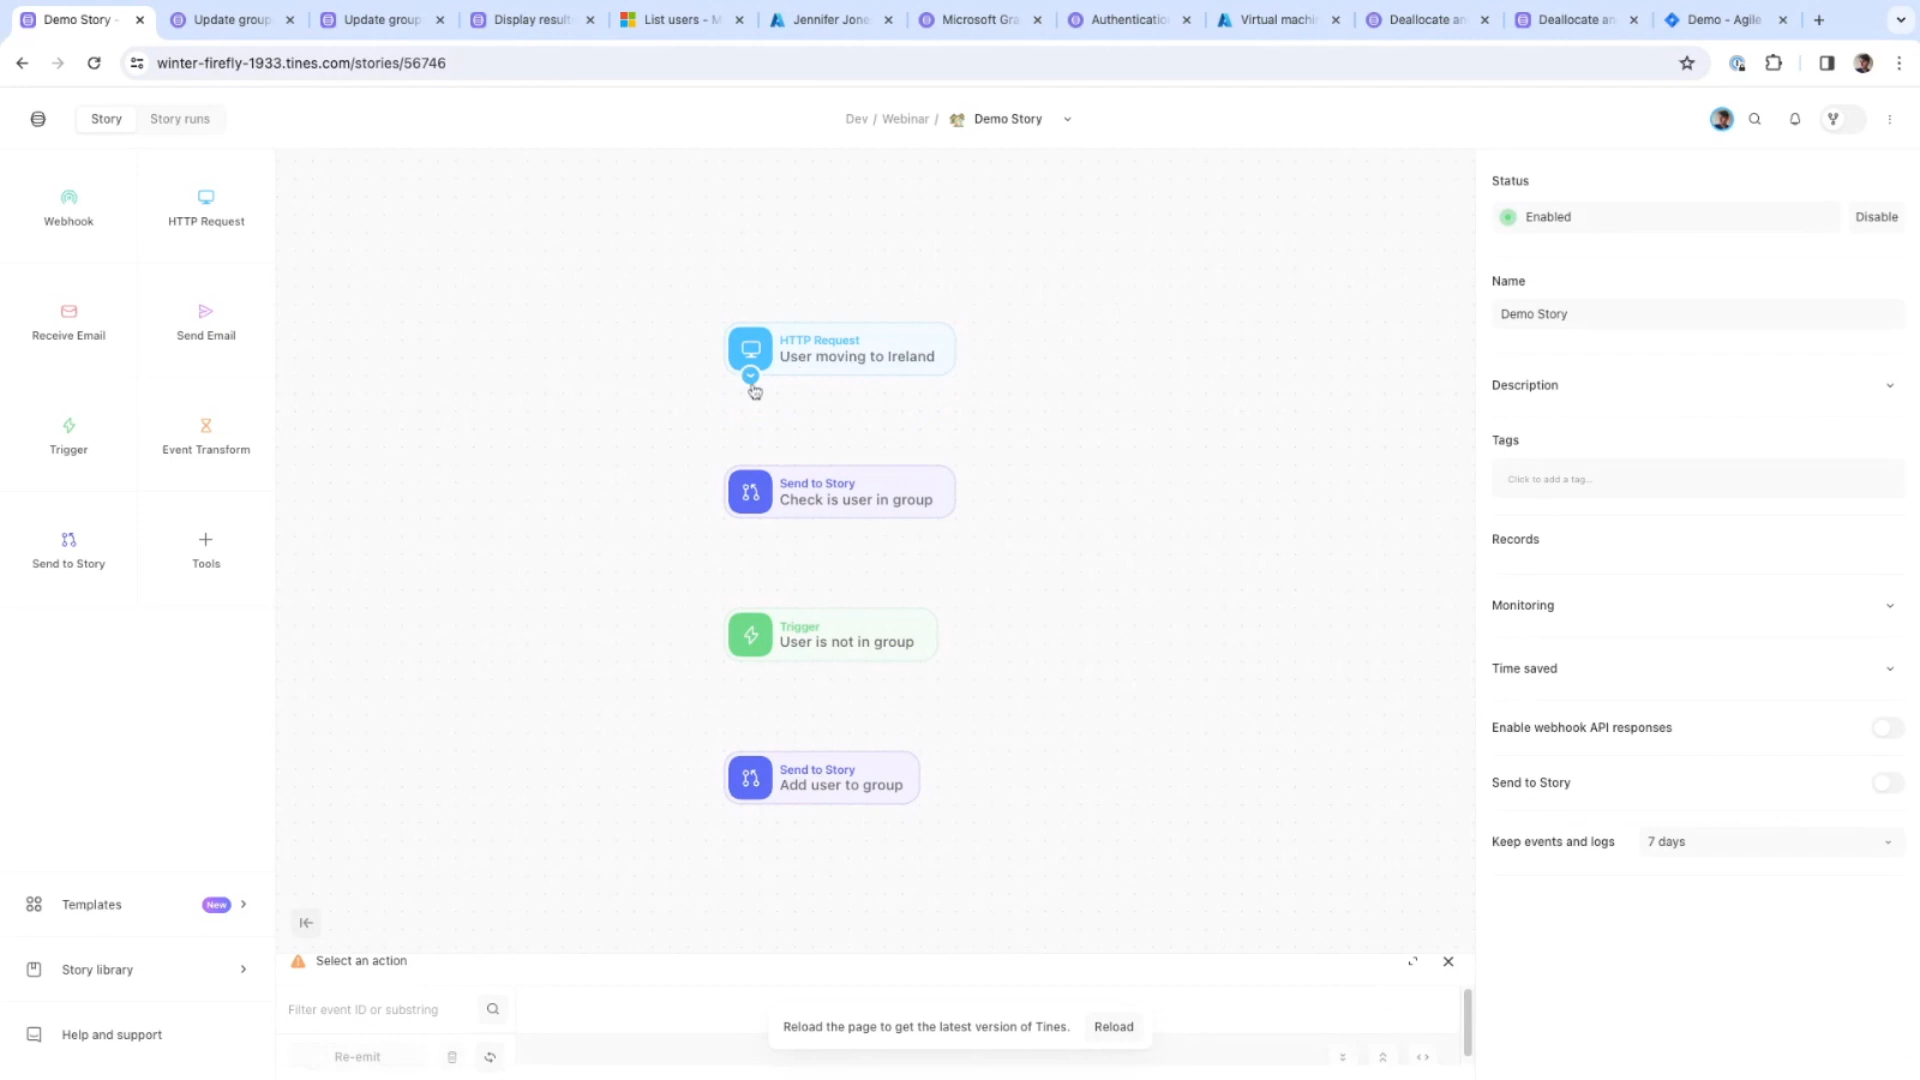 Demo Story -
Update group
Update group
Display result
List users - M
Jennifer Jone
Microsoft Gra
Authenticatio
Virtual machi
Deallocate an
Deallocate an
Demo - Agile
winter-firefly-1933.tines.com/stories/56746
Story
Story runs
Dev / Webinar / Demo Story
Webhook
HTTP Request
Receive Email
Send Email
Trigger
Event Transform
Send to Story
Tools
Templates
New
Story library
Help and support
HTTP Request
User moving to Ireland
Send to Story
Check is user in group
Trigger
User is not in group
Send to Story
Add user to group
Select an action
Filter event ID or substring
Re-emit
Reload the page to get the latest version of Tines.
Reload
Status
Enabled
Disable
Name
Demo Story
Description
Tags
Click to add a tag...
Records
Monitoring
Time saved
Enable webhook API responses
Send to Story
Keep events and logs
7 days